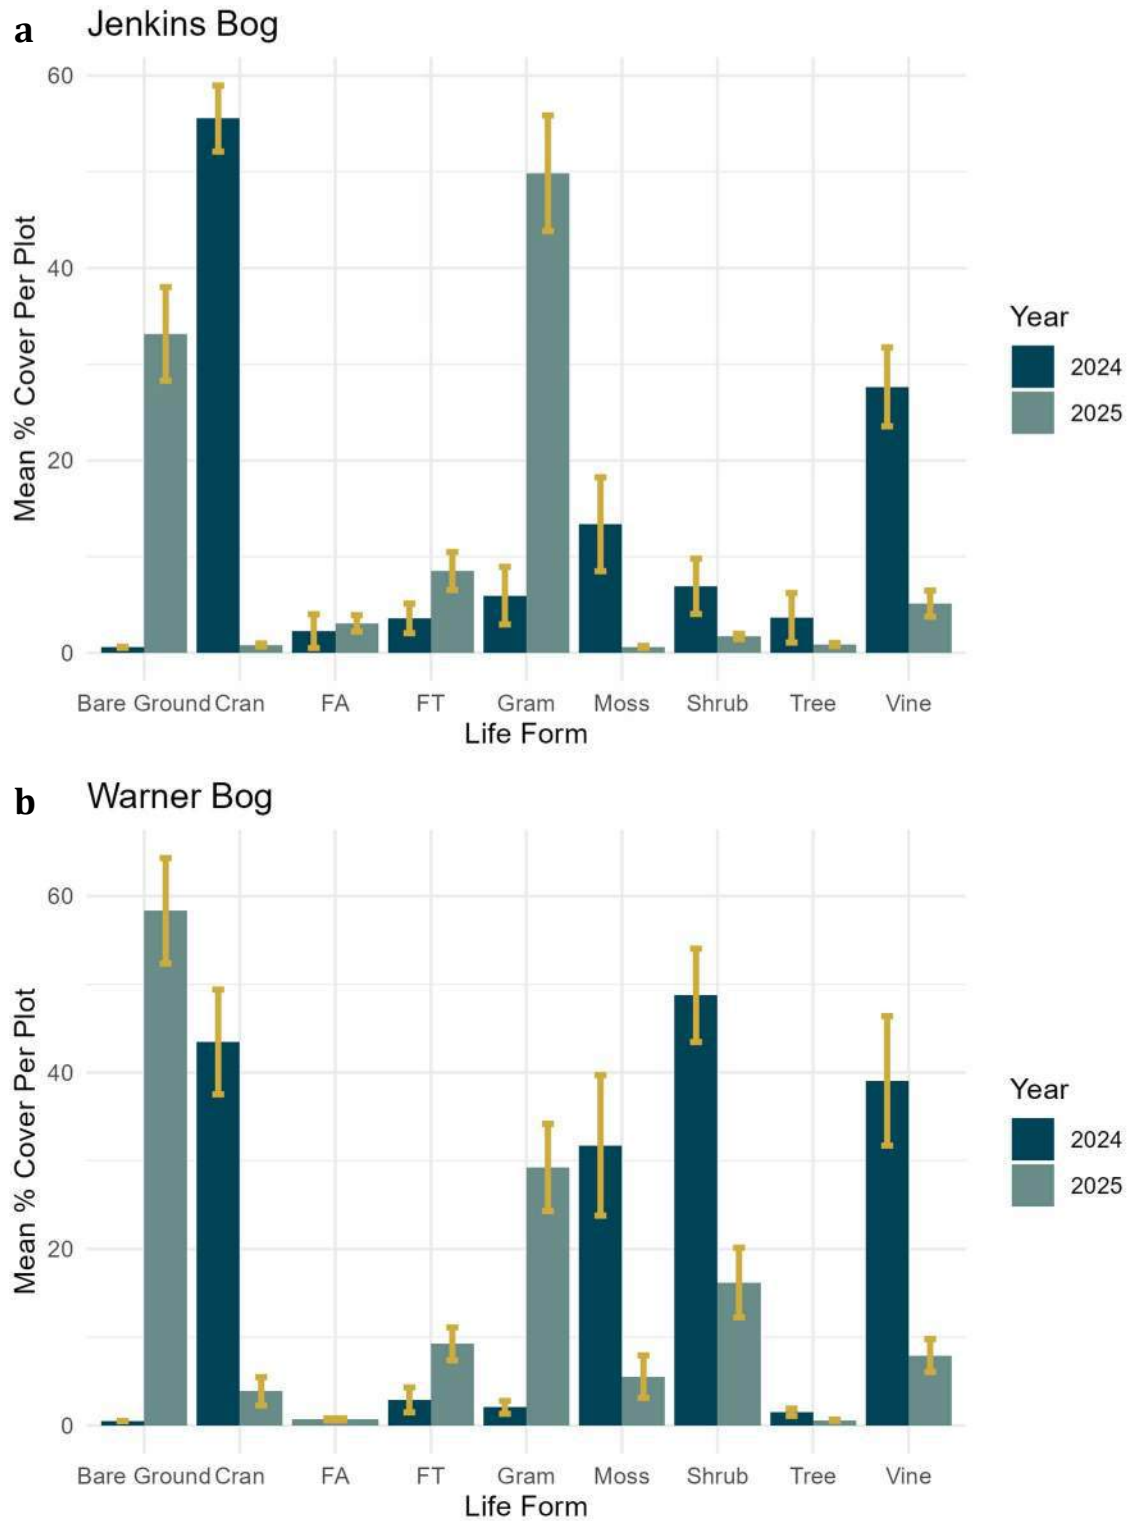 a Jenkins Bog
60
40
20
0
Mean % Cover Per Plot
Bare Ground Cran FA FT Gram Moss Shrub Tree Vine
Life Form
Year
2024
2025
b Warner Bog
60
40
20
0
Mean % Cover Per Plot
Bare Ground Cran FA FT Gram Moss Shrub Tree Vine
Life Form
Year
2024
2025